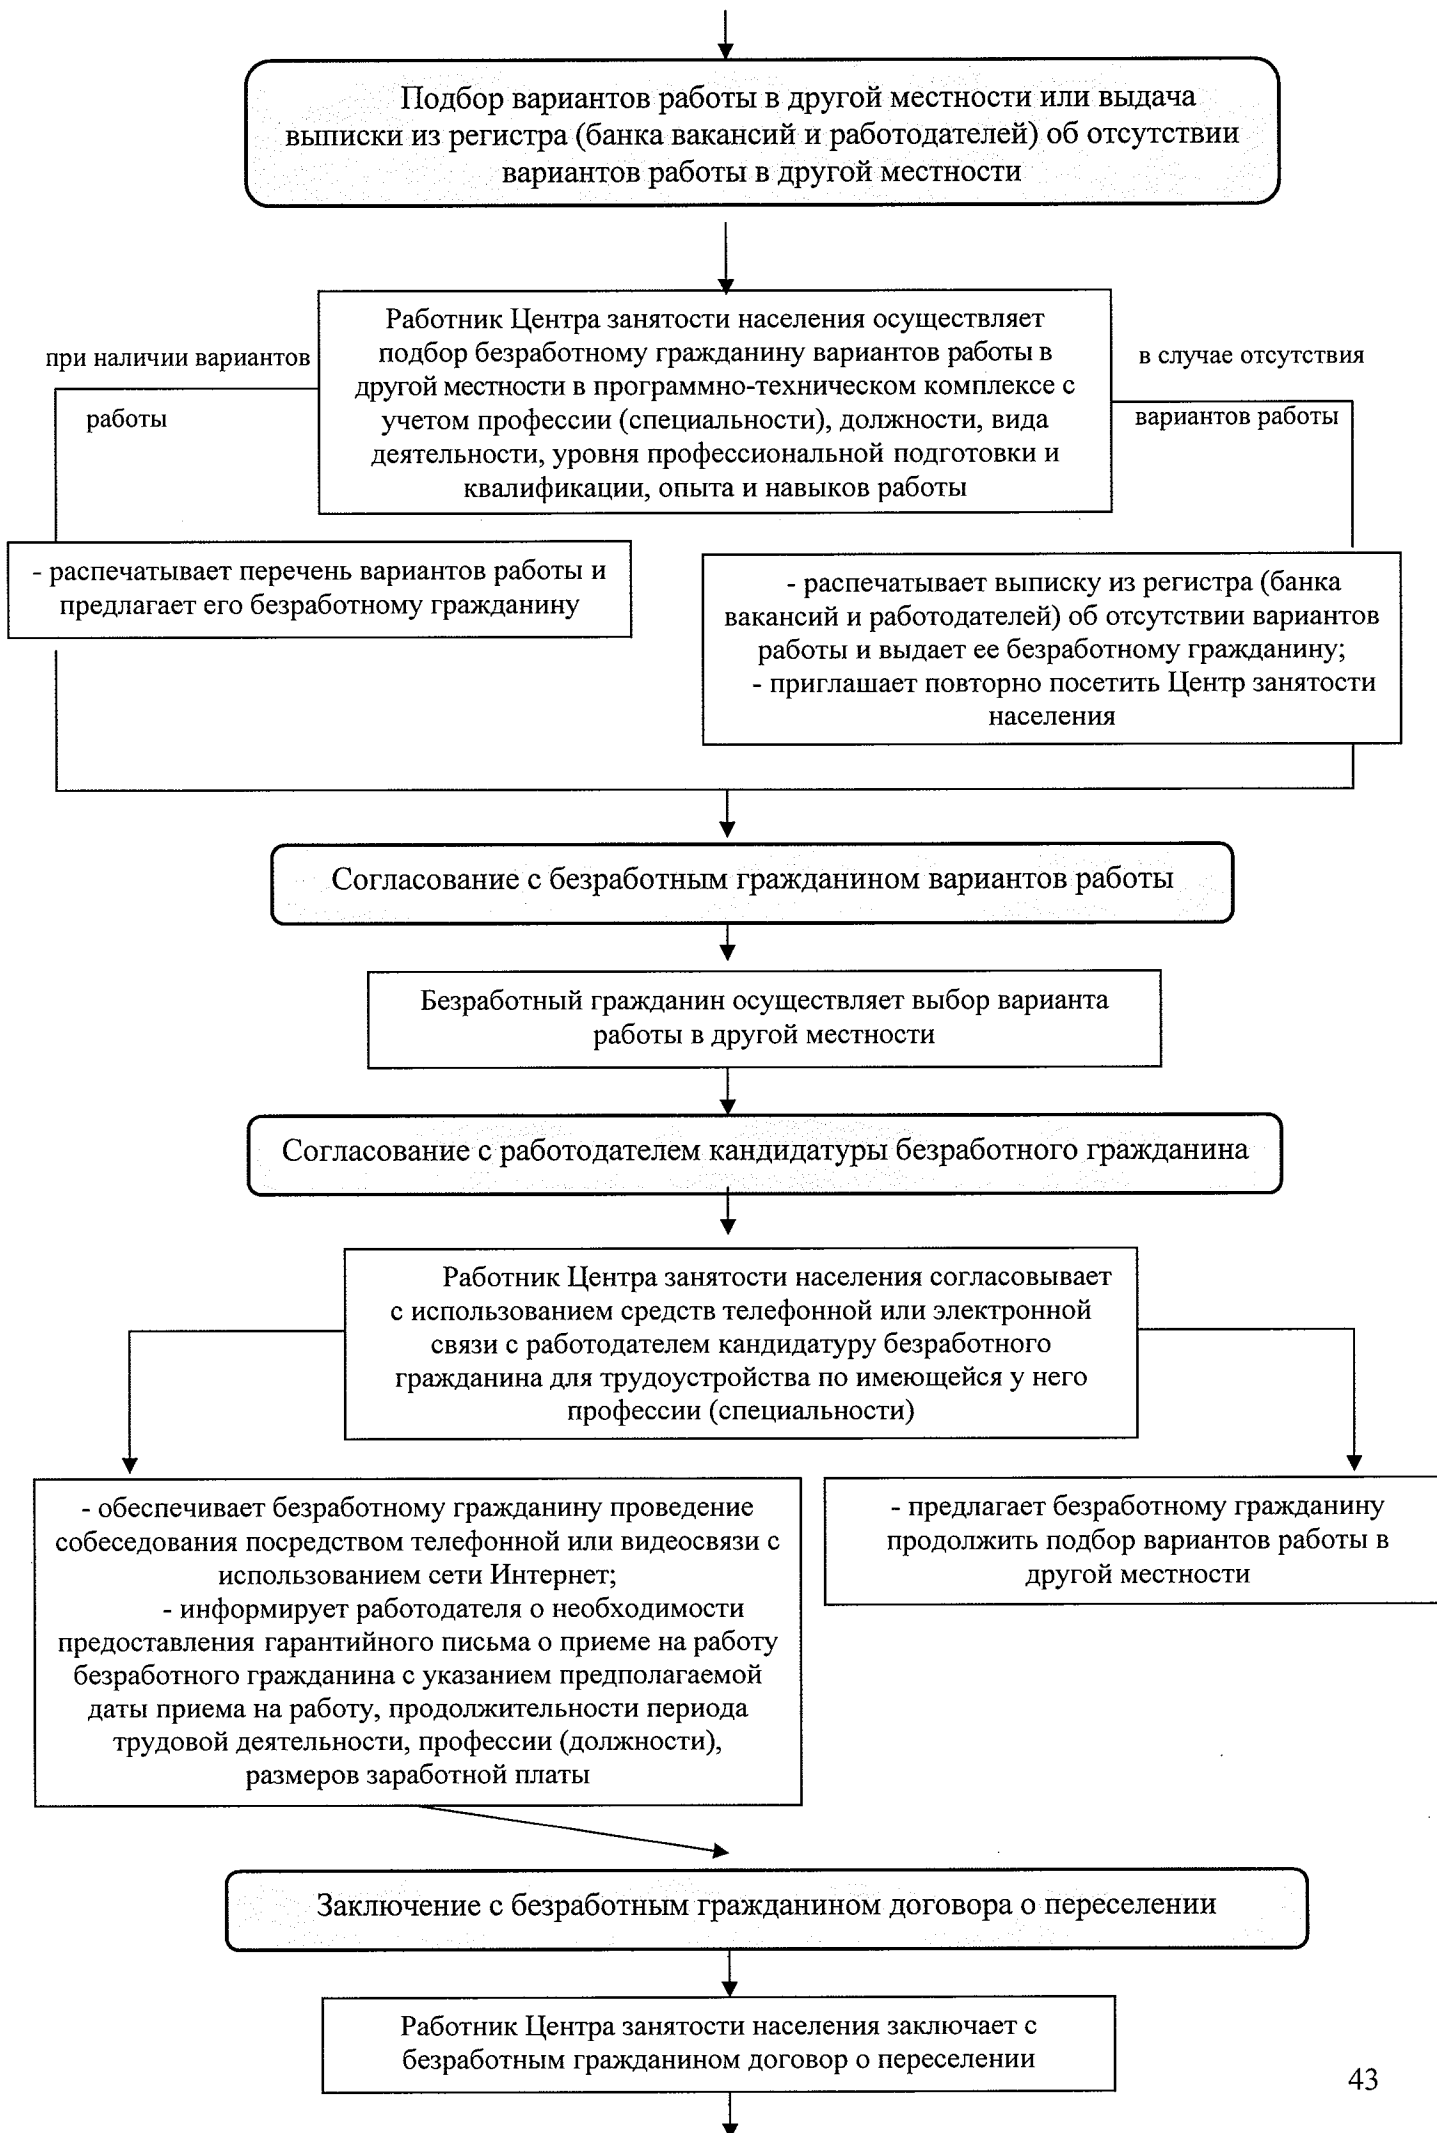 Подбор вариантов работы в другой местности или выдача
выписки из регистра (банка вакансий и работодателей) об отсутствии
вариантов работы в другой местности
Работник Центра занятости населения осуществляет
подбор безработному гражданину вариантов работы в
другой местности в программно-техническом комплексе с
учетом профессии (специальности), должности, вида
деятельности, уровня профессиональной подготовки и
квалификации, опыта и навыков работы
при наличии вариантов
работы
в случае отсутствия
вариантов работы
- распечатывает перечень вариантов работы и
предлагает его безработному гражданину
- распечатывает выписку из регистра (банка
вакансий и работодателей) об отсутствии вариантов
работы и выдает ее безработному гражданину;
- приглашает повторно посетить Центр занятости
населения
Согласование с безработным гражданином вариантов работы
Безработный гражданин осуществляет выбор варианта
работы в другой местности
Согласование с работодателем кандидатуры безработного гражданина
Работник Центра занятости населения согласовывает
с использованием средств телефонной или электронной
связи с работодателем кандидатуру безработного
гражданина для трудоустройства по имеющейся у него
профессии (специальности)
- обеспечивает безработному гражданину проведение
собеседования посредством телефонной или видеосвязи с
использованием сети Интернет;
- информирует работодателя о необходимости
предоставления гарантийного письма о приеме на работу
безработного гражданина с указанием предполагаемой
даты приема на работу, продолжительности периода
трудовой деятельности, профессии (должности),
размеров заработной платы
- предлагает безработному гражданину
продолжить подбор вариантов работы в
другой местности
Заключение с безработным гражданином договора о переселении
Работник Центра занятости населения заключает с
безработным гражданином договор о переселении
43